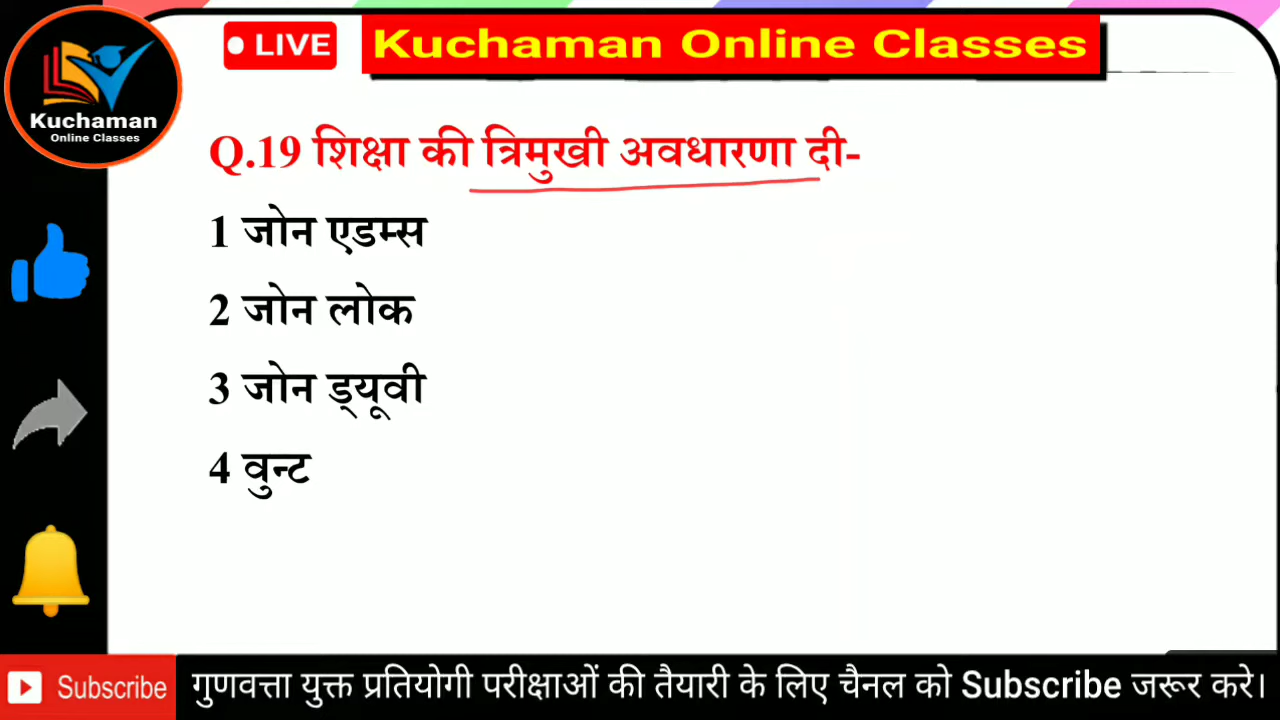 LIVE
Kuchaman Online Classes
Kuchaman
Online Classes
Q.19 शिक्षा की त्रिमुखी अवधारणा दी-
1 जोन एडम्स
2 जोन लोक
3 जोन ड्यूवी
4 वुन्ट
Subscribe
गुणवत्ता युक्त प्रतियोगी परीक्षाओं की तैयारी के लिए चैनल को Subscribe जरूर करे।